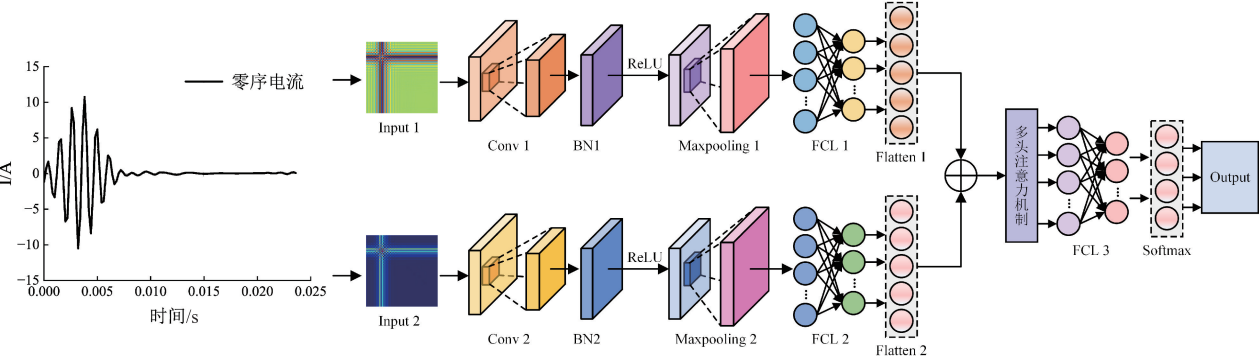 I/A
15
10
5
0
−5
−10
−15
0.000
0.005
0.010
0.015
0.020
0.025
时间/s
零序电流
Input 1
Conv 1
BN1
ReLU
Maxpooling 1
FCL 1
Flatten 1
Input 2
Conv 2
BN2
ReLU
Maxpooling 2
FCL 2
Flatten 2
多头注意力机制
FCL 3
Softmax
Output